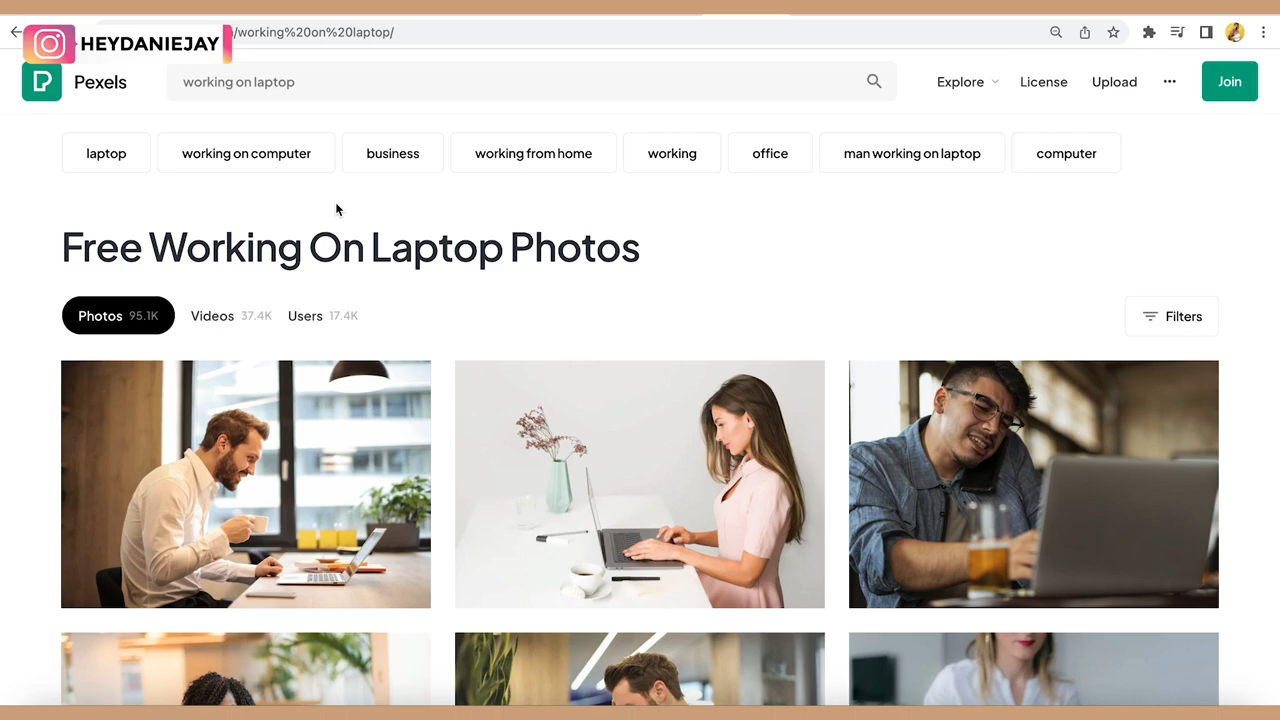 HEYDANIEJAY
/working%20on%20laptop/
Pexels
working on laptop
Explore
License
Upload
Join
laptop
working on computer
business
working from home
working
office
man working on laptop
computer
Free Working On Laptop Photos
Photos 95.1K
Videos 37.4K
Users 17.4K
Filters